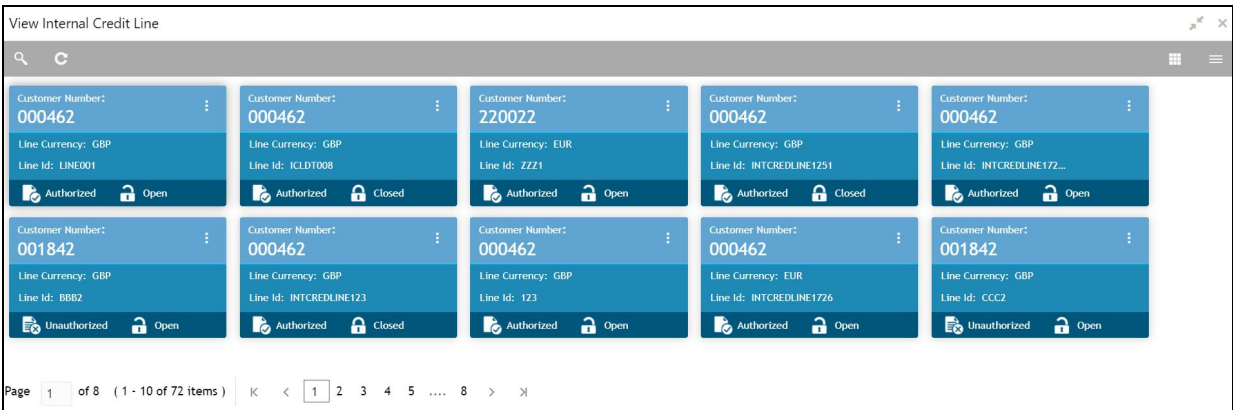 View Internal Credit Line
Customer Number:
000462
Line Currency: GBP
Line Id: LINE001
Authorized Open
Customer Number:
000462
Line Currency: GBP
Line Id: ICLDT008
Authorized Closed
Customer Number:
220022
Line Currency: EUR
Line Id: ZZZ1
Authorized Open
Customer Number:
000462
Line Currency: GBP
Line Id: INTCREDLINE1251
Authorized Closed
Customer Number:
000462
Line Currency: GBP
Line Id: INTCREDLINE172...
Authorized Open
Customer Number:
001842
Line Currency: GBP
Line Id: BBB2
Unauthorized Open
Customer Number:
000462
Line Currency: GBP
Line Id: INTCREDLINE123
Authorized Closed
Customer Number:
000462
Line Currency: GBP
Line Id: 123
Authorized Open
Customer Number:
000462
Line Currency: EUR
Line Id: INTCREDLINE1726
Authorized Open
Customer Number:
001842
Line Currency: GBP
Line Id: CCC2
Unauthorized Open
Page 1 of 8 ( 1 - 10 of 72 items ) 1 2 3 4 5 .... 8